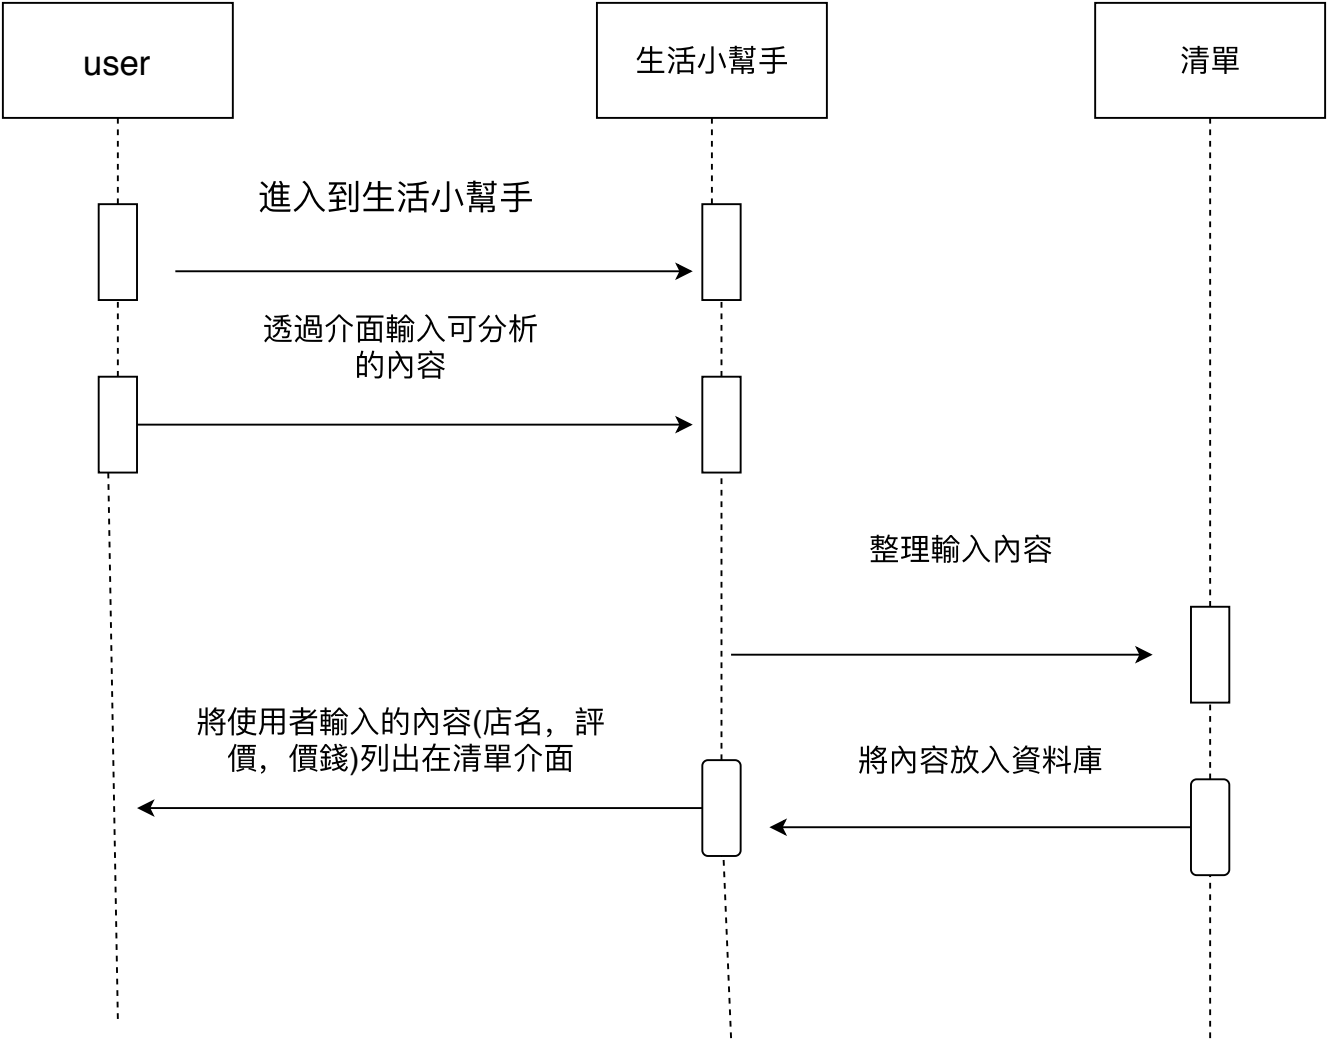 user
生活小幫手
清單
進入到生活小幫手
透過介面輸入可分析
的內容
整理輸入內容
將使用者輸入的內容(店名，評
價，價錢)列出在清單介面
將內容放入資料庫